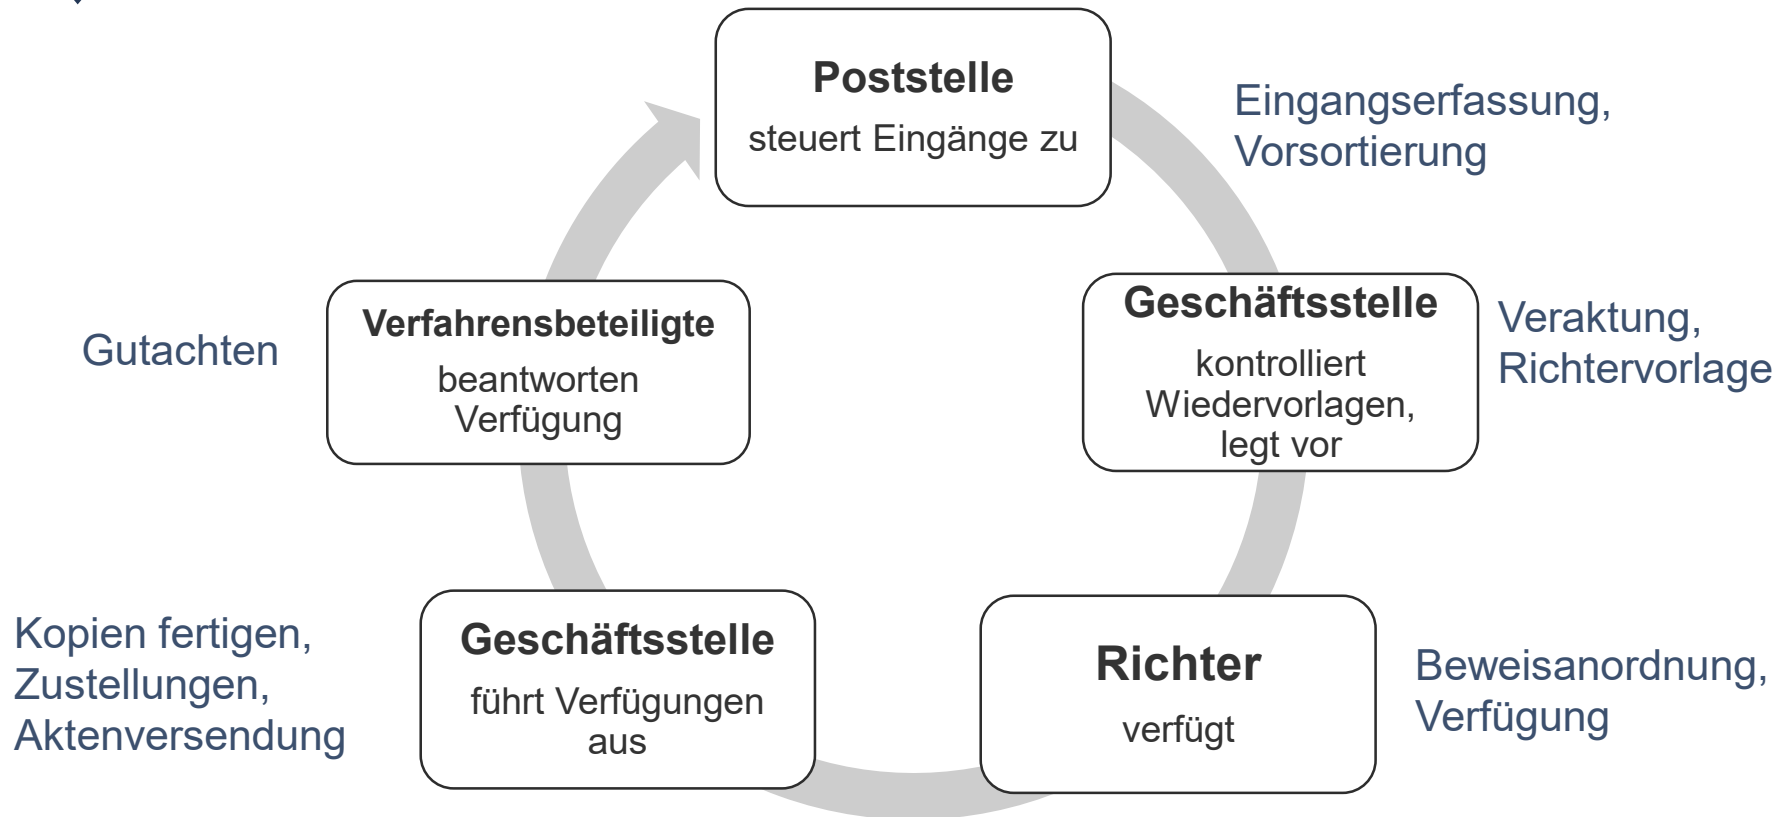 Poststelle
steuert Eingänge zu
Eingangserfassung,
Vorsortierung
Geschäftsstelle
kontrolliert
Wiedervorlagen,
legt vor
Veraktung,
Richtervorlage
Richter
verfügt
Beweisanordnung,
Verfügung
Geschäftsstelle
führt Verfügungen
aus
Kopien fertigen,
Zustellungen,
Aktenversendung
Verfahrensbeteiligte
beantworten
Verfügung
Gutachten